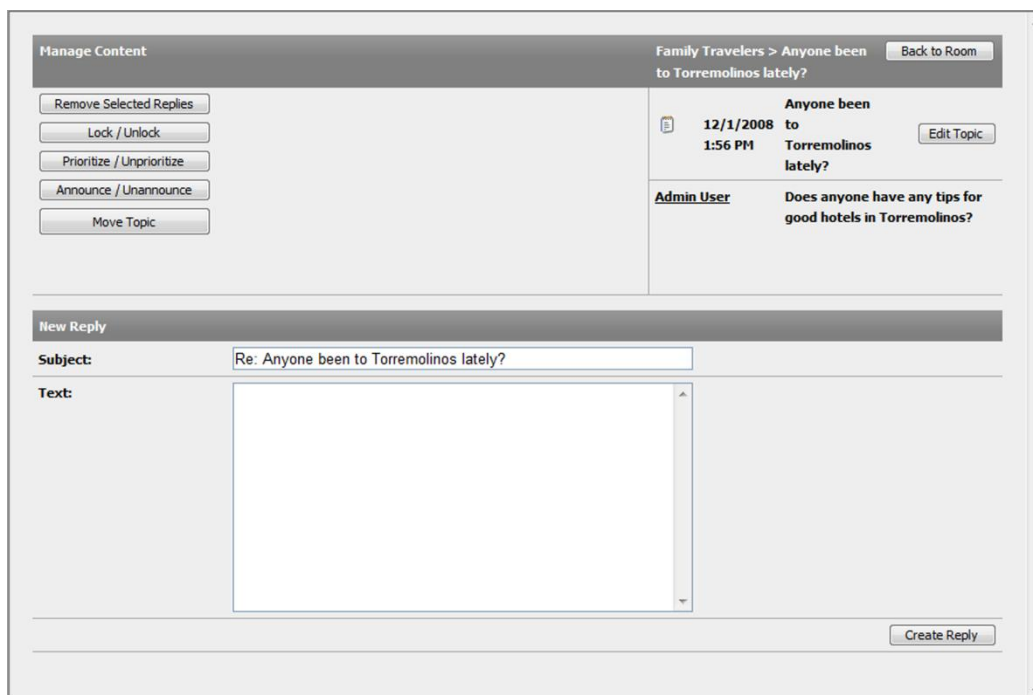 Manage Content
Family Travelers > Anyone been
to Torremolinos lately?
Back to Room
Remove Selected Replies
Lock / Unlock
Prioritize / Unprioritize
Announce / Unannounce
Move Topic
12/1/2008
1:56 PM
Anyone been
to
Torremolinos
lately?
Edit Topic
Admin User
Does anyone have any tips for
good hotels in Torremolinos?
New Reply
Subject:
Re: Anyone been to Torremolinos lately?
Text:
Create Reply